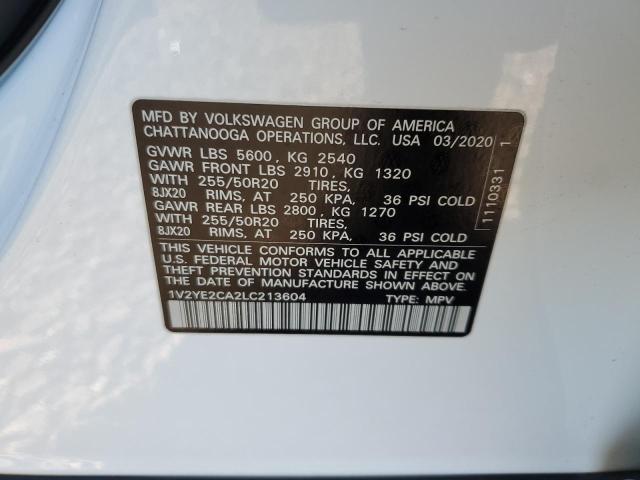 MFD BY VOLKSWAGEN GROUP OF AMERICA
CHATTANOOGA OPERATIONS, LLC. USA 03/2020
GVWR LBS 5600, KG 2540
GAWR FRONT LBS 2910, KG 1320
WITH 255/50R20 TIRES,
8JX20 RIMS, AT 250 KPA, 36 PSI COLD
GAWR REAR LBS 2800, KG 1270
WITH 255/50R20 TIRES,
8JX20 RIMS, AT 250 KPA, 36 PSI COLD
THIS VEHICLE CONFORMS TO ALL APPLICABLE
U.S. FEDERAL MOTOR VEHICLE SAFETY AND
THEFT PREVENTION STANDARDS IN EFFECT ON
THE DATE OF MANUFACTURE SHOWN ABOVE.
1V2YE2CA2LC213604 TYPE: MPV
1110331 1